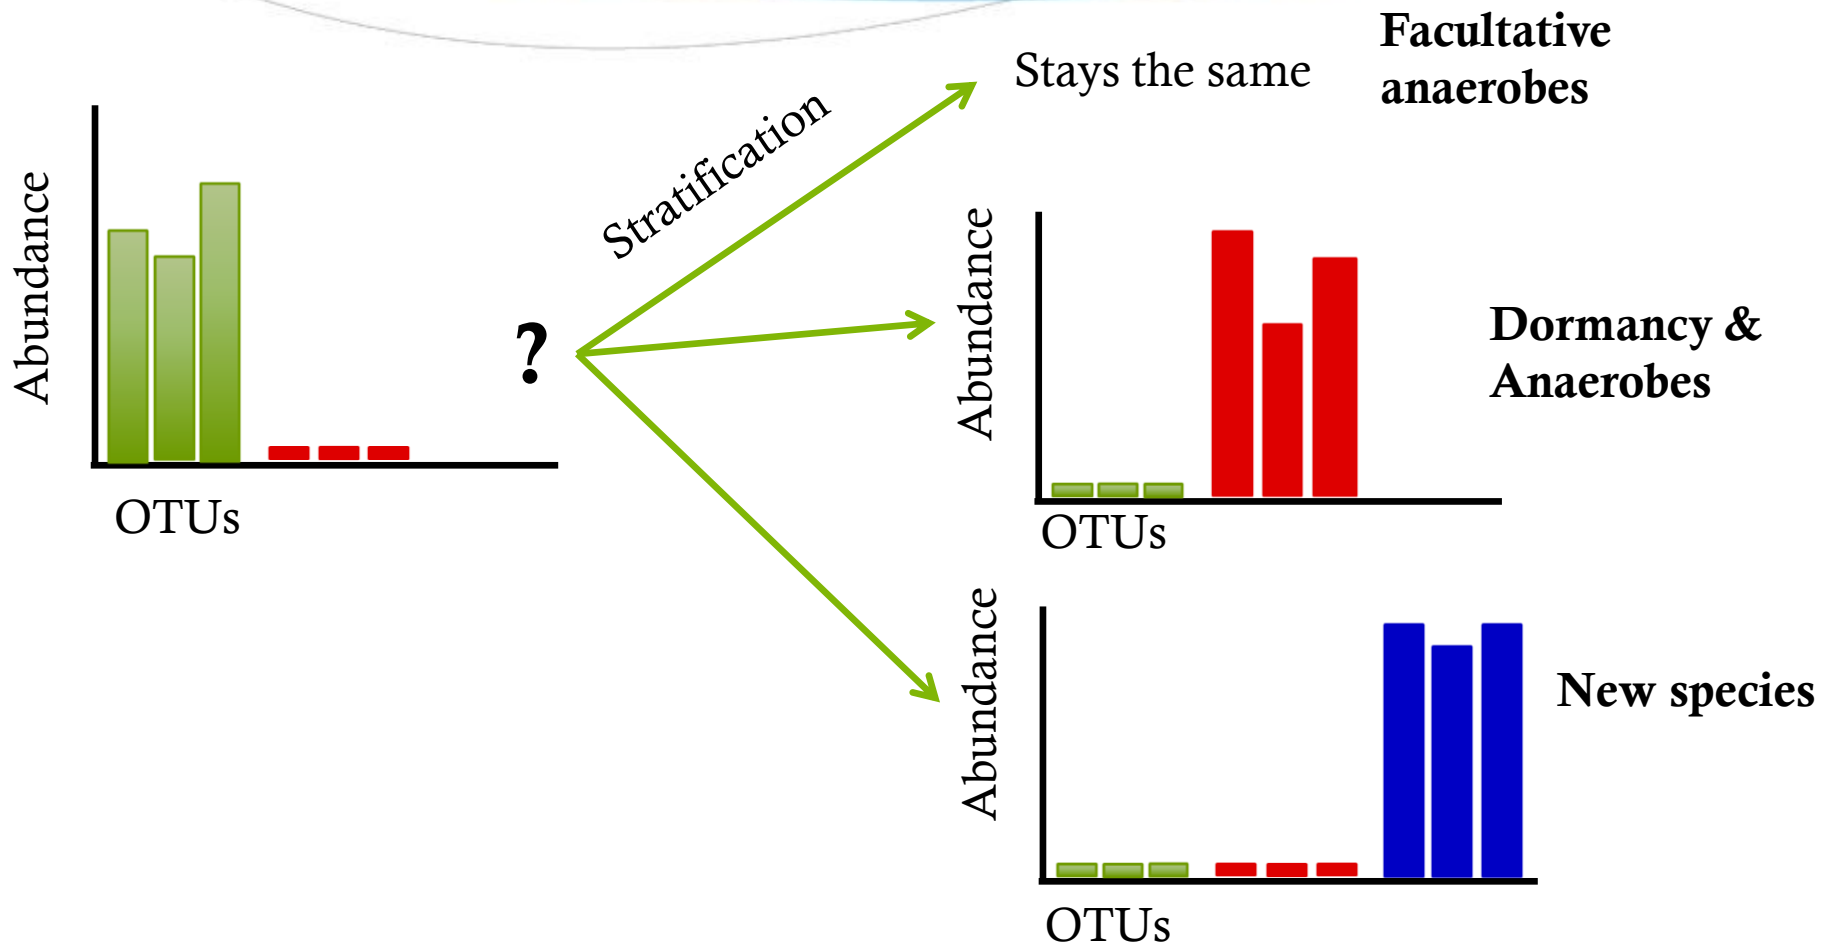 Abundance
OTUs
?
Stratification
Stays the same
Facultative
anaerobes
Abundance
OTUs
Dormancy &
Anaerobes
Abundance
OTUs
New species